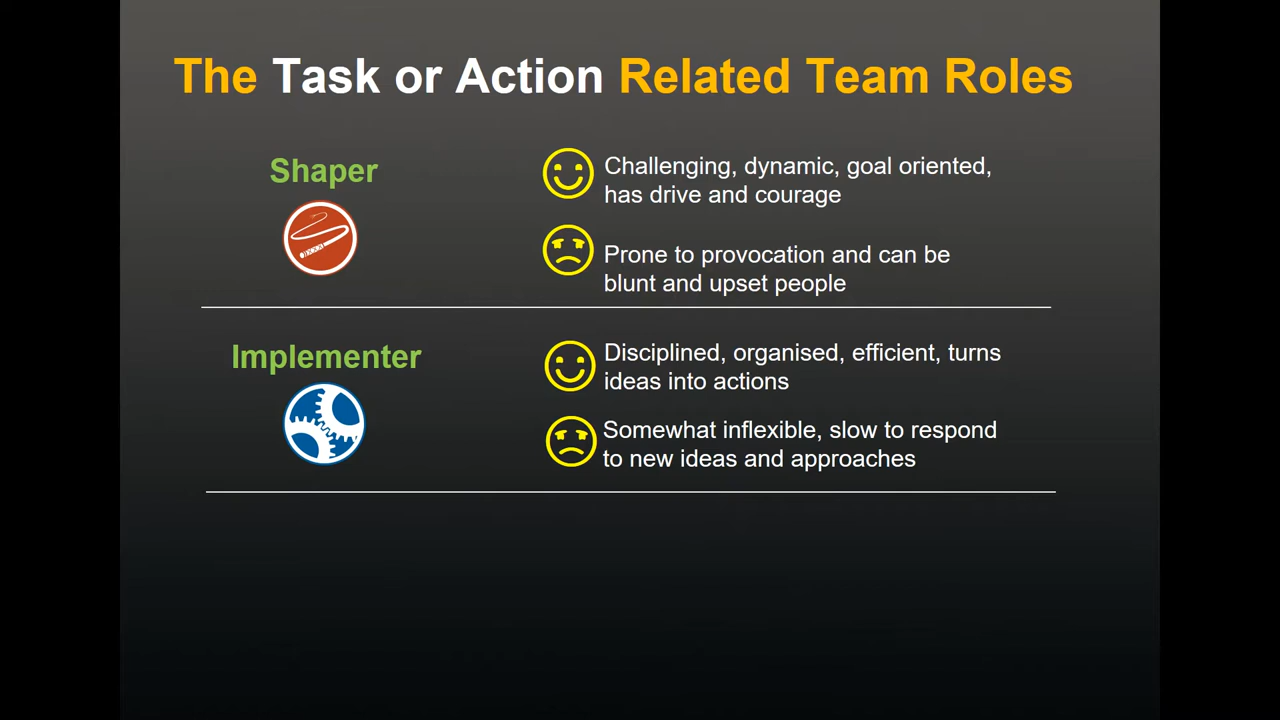 The Task or Action Related Team Roles
Shaper
Challenging, dynamic, goal oriented,
has drive and courage
Prone to provocation and can be
blunt and upset people
Implementer
Disciplined, organised, efficient, turns
ideas into actions
Somewhat inflexible, slow to respond
to new ideas and approaches